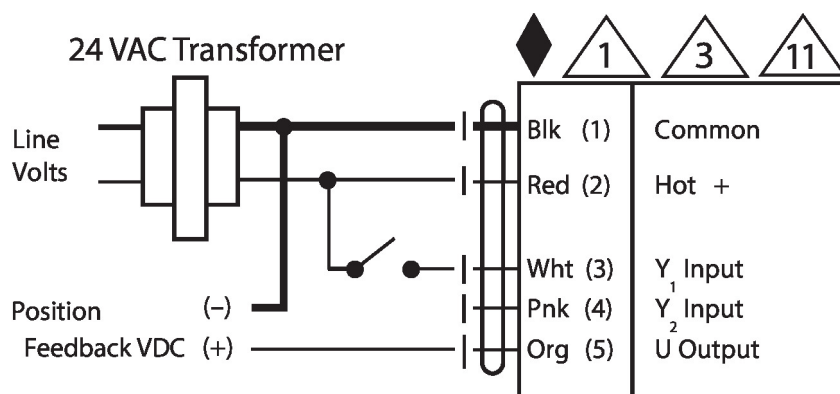 24 VAC Transformer
1 3 11
Line
Volts
Blk (1) Common
Red (2) Hot +
Wht (3) Y1 Input
Position (–)
Pnk (4) Y2 Input
Feedback VDC (+)
Org (5) U Output